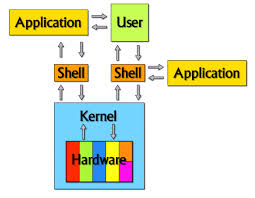 Application
User
Shell
Shell
Application
Kernel
Hardware